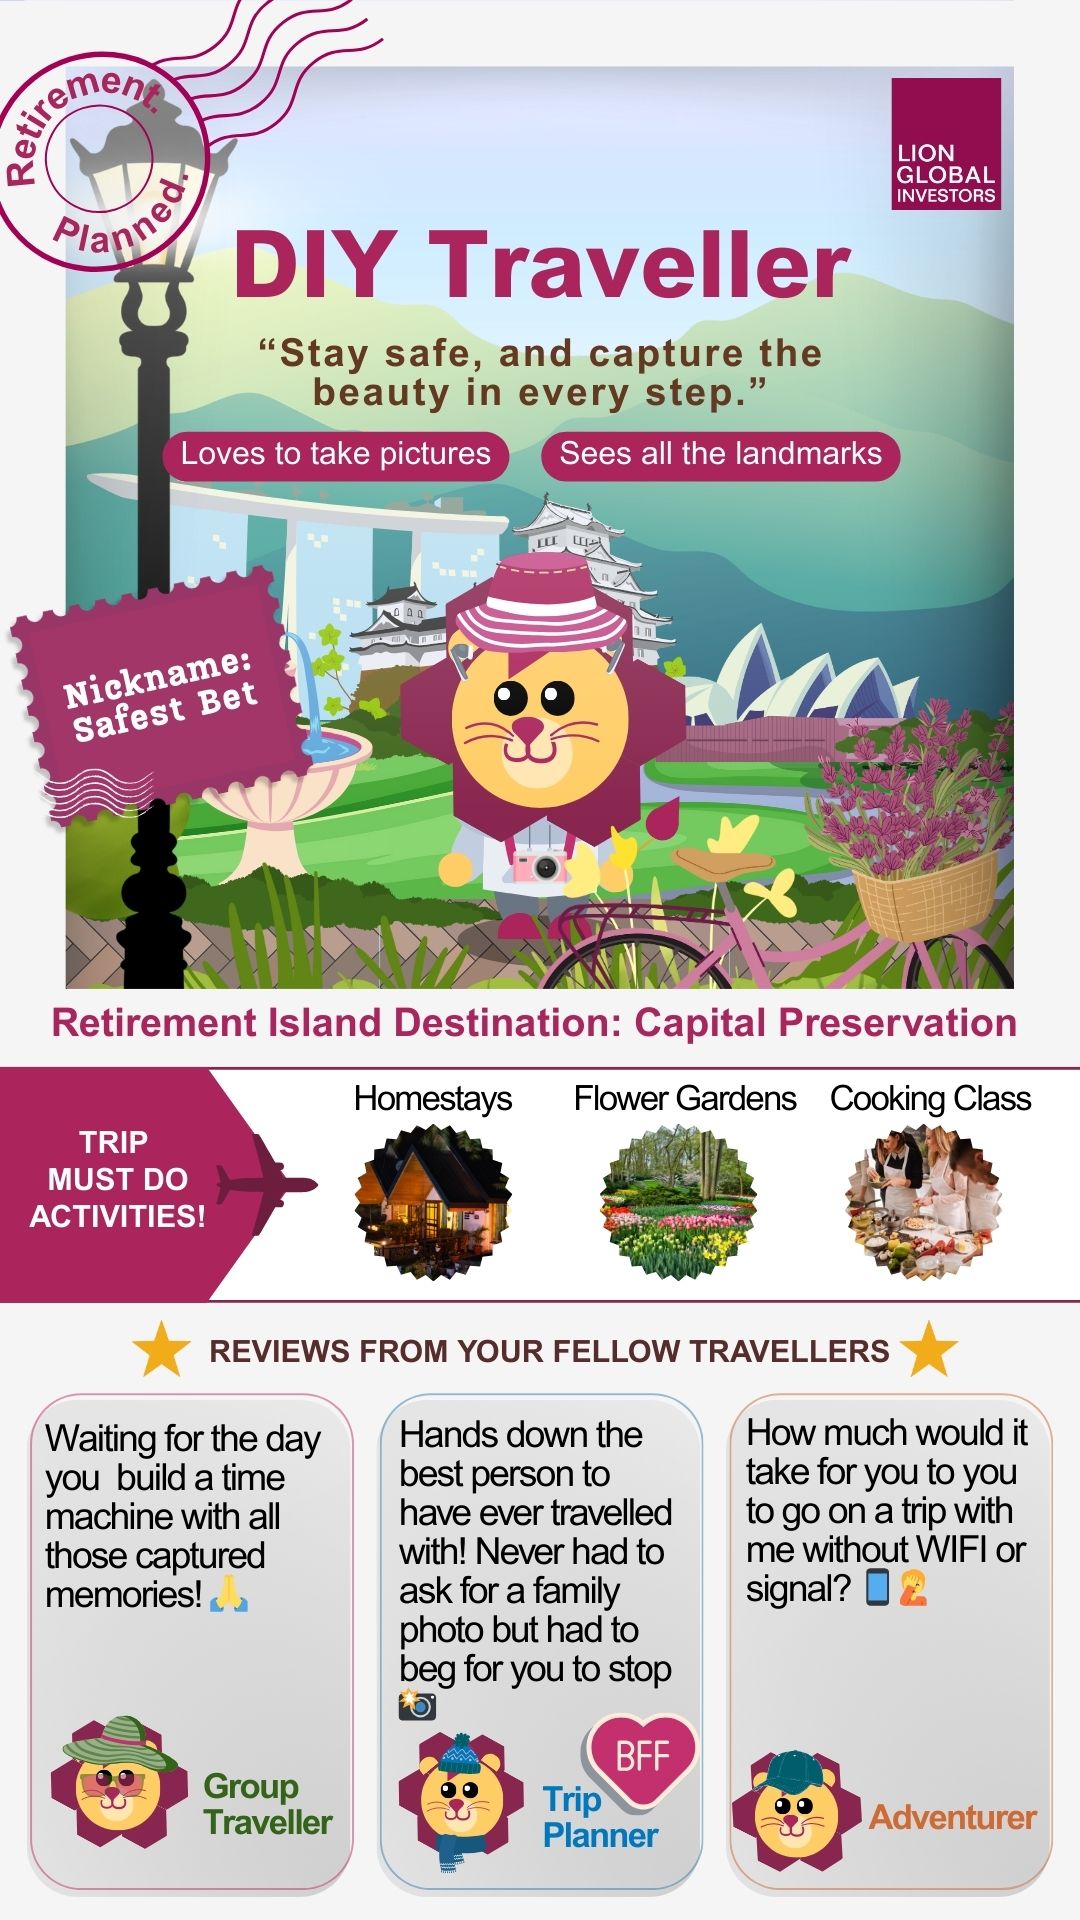 Retirement.
Planned.
LION
GLOBAL
INVESTORS
DIY Traveller
“Stay safe, and capture the
beauty in every step.”
Loves to take pictures
Sees all the landmarks
Nickname:
Safest Bet
Retirement Island Destination: Capital Preservation
TRIP
MUST DO
ACTIVITIES!
Homestays
Flower Gardens
Cooking Class
REVIEWS FROM YOUR FELLOW TRAVELLERS
Waiting for the day
you  build a time
machine with all
those captured
memories! 🙏
Group
Traveller
Hands down the
best person to
have ever travelled
with! Never had to
ask for a family
photo but had to
beg for you to stop
📸
BFF
Trip
Planner
How much would it
take for you to you
to go on a trip with
me without WIFI or
signal? 📱🤦
Adventurer